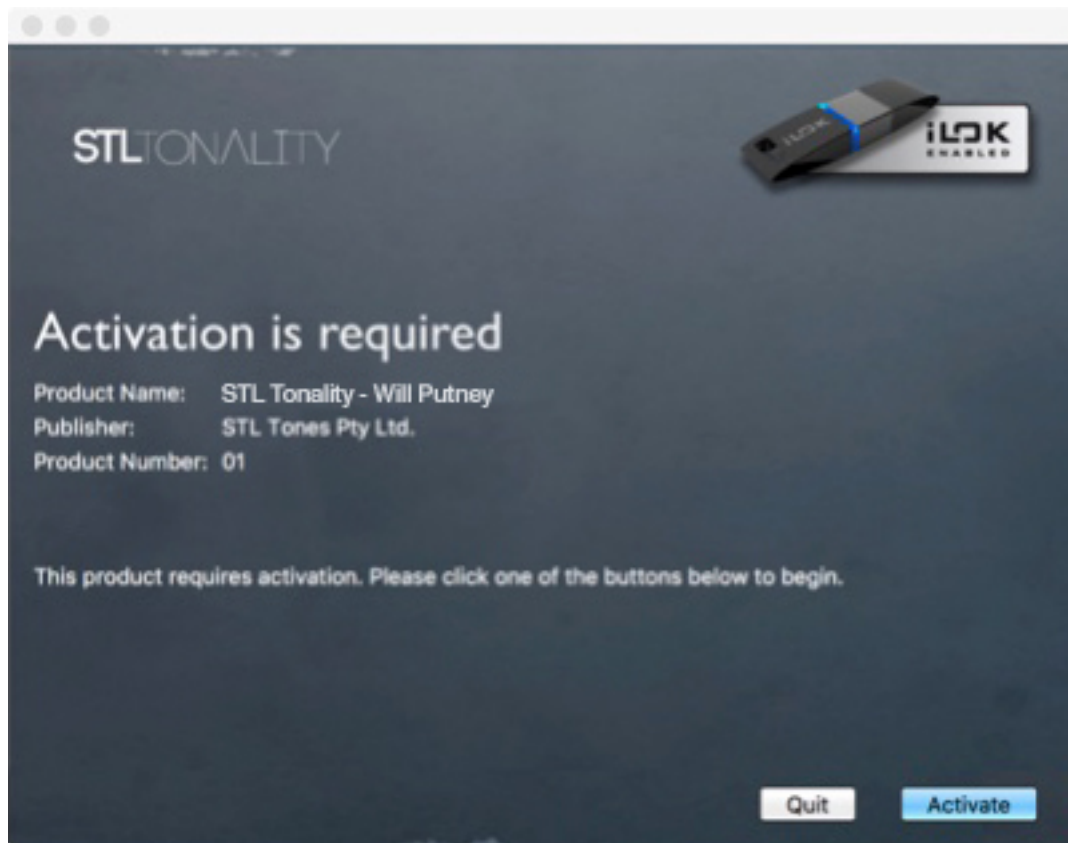 STLTONALITY
iLOK
iLOK
ENABLED
Activation is required
Product Name: STL Tonality - Will Putney
Publisher: STL Tones Pty Ltd.
Product Number: 01
This product requires activation. Please click one of the buttons below to begin.
Quit Activate